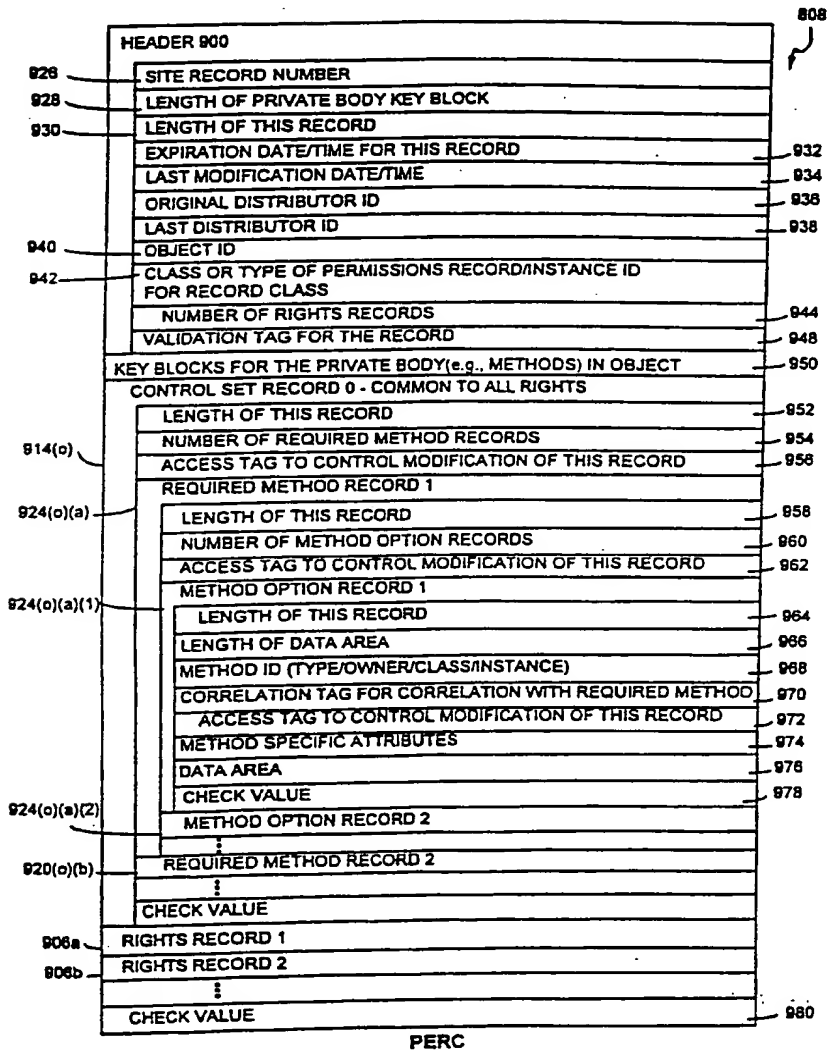 808
HEADER 900
926 SITE RECORD NUMBER
928 LENGTH OF PRIVATE BODY KEY BLOCK
930 LENGTH OF THIS RECORD
EXPIRATION DATE/TIME FOR THIS RECORD 932
LAST MODIFICATION DATE/TIME 934
ORIGINAL DISTRIBUTOR ID 936
LAST DISTRIBUTOR ID 938
940 OBJECT ID
942 CLASS OR TYPE OF PERMISSIONS RECORD/INSTANCE ID
FOR RECORD CLASS
NUMBER OF RIGHTS RECORDS 944
VALIDATION TAG FOR THE RECORD 948
KEY BLOCKS FOR THE PRIVATE BODY(e.g., METHODS) IN OBJECT 950
CONTROL SET RECORD 0 - COMMON TO ALL RIGHTS
LENGTH OF THIS RECORD 952
NUMBER OF REQUIRED METHOD RECORDS 954
914(o) ACCESS TAG TO CONTROL MODIFICATION OF THIS RECORD 956
REQUIRED METHOD RECORD 1
924(o)(a) LENGTH OF THIS RECORD 958
NUMBER OF METHOD OPTION RECORDS 960
ACCESS TAG TO CONTROL MODIFICATION OF THIS RECORD 962
METHOD OPTION RECORD 1
924(o)(a)(1) LENGTH OF THIS RECORD 964
LENGTH OF DATA AREA 966
METHOD ID (TYPE/OWNER/CLASS/INSTANCE) 968
CORRELATION TAG FOR CORRELATION WITH REQUIRED METHOD 970
ACCESS TAG TO CONTROL MODIFICATION OF THIS RECORD 972
METHOD SPECIFIC ATTRIBUTES 974
DATA AREA 976
CHECK VALUE 978
924(o)(a)(2) METHOD OPTION RECORD 2
920(o)(b) REQUIRED METHOD RECORD 2
CHECK VALUE
906a RIGHTS RECORD 1
906b RIGHTS RECORD 2
CHECK VALUE 980
PERC